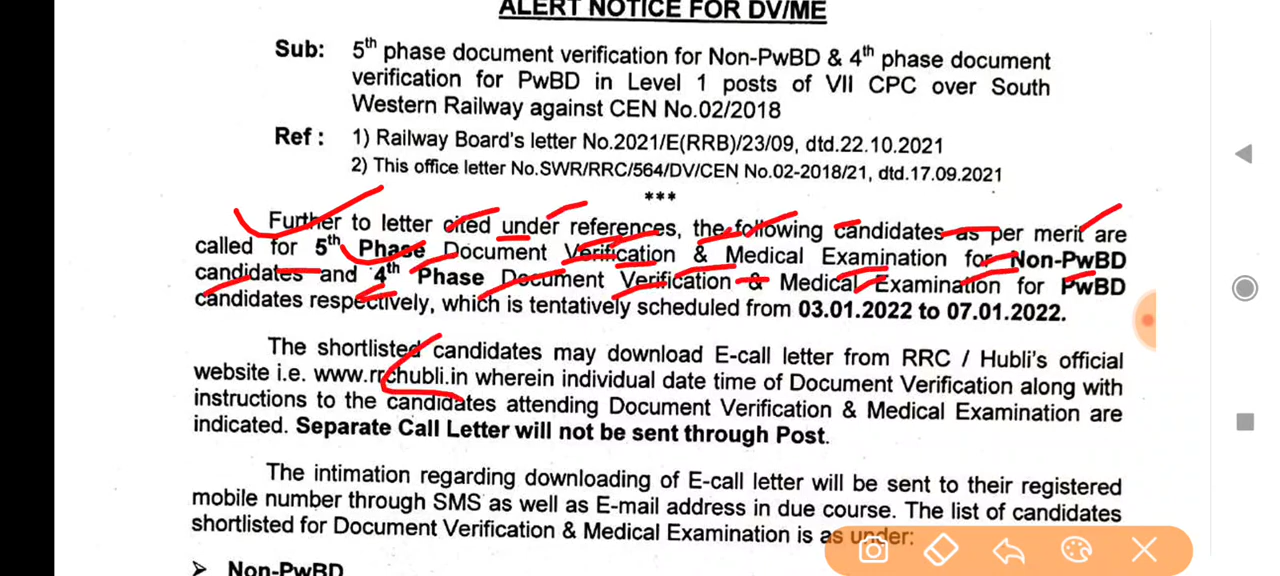 ALERT NOTICE FOR DV/ME
Sub: 5th phase document verification for Non-PwBD & 4th phase document
verification for PwBD in Level 1 posts of VII CPC over South
Western Railway against CEN No.02/2018
Ref : 1) Railway Board's letter No.2021/E(RRB)/23/09, dtd.22.10.2021
2) This office letter No.SWR/RRC/564/DV/CEN No.02-2018/21, dtd.17.09.2021
***
Further to letter cited under references, the following candidates as per merit are
called for 5th Phase Document Verification & Medical Examination for Non-PwBD
candidates and 4th Phase Document Verification & Medical Examination for PwBD
candidates respectively, which is tentatively scheduled from 03.01.2022 to 07.01.2022.
The shortlisted candidates may download E-call letter from RRC / Hubli's official
website i.e. www.rrchubli.in wherein individual date time of Document Verification along with
instructions to the candidates attending Document Verification & Medical Examination are
indicated. Separate Call Letter will not be sent through Post.
The intimation regarding downloading of E-call letter will be sent to their registered
mobile number through SMS as well as E-mail address in due course. The list of candidates
shortlisted for Document Verification & Medical Examination is as under:
➤ Non-PwBD